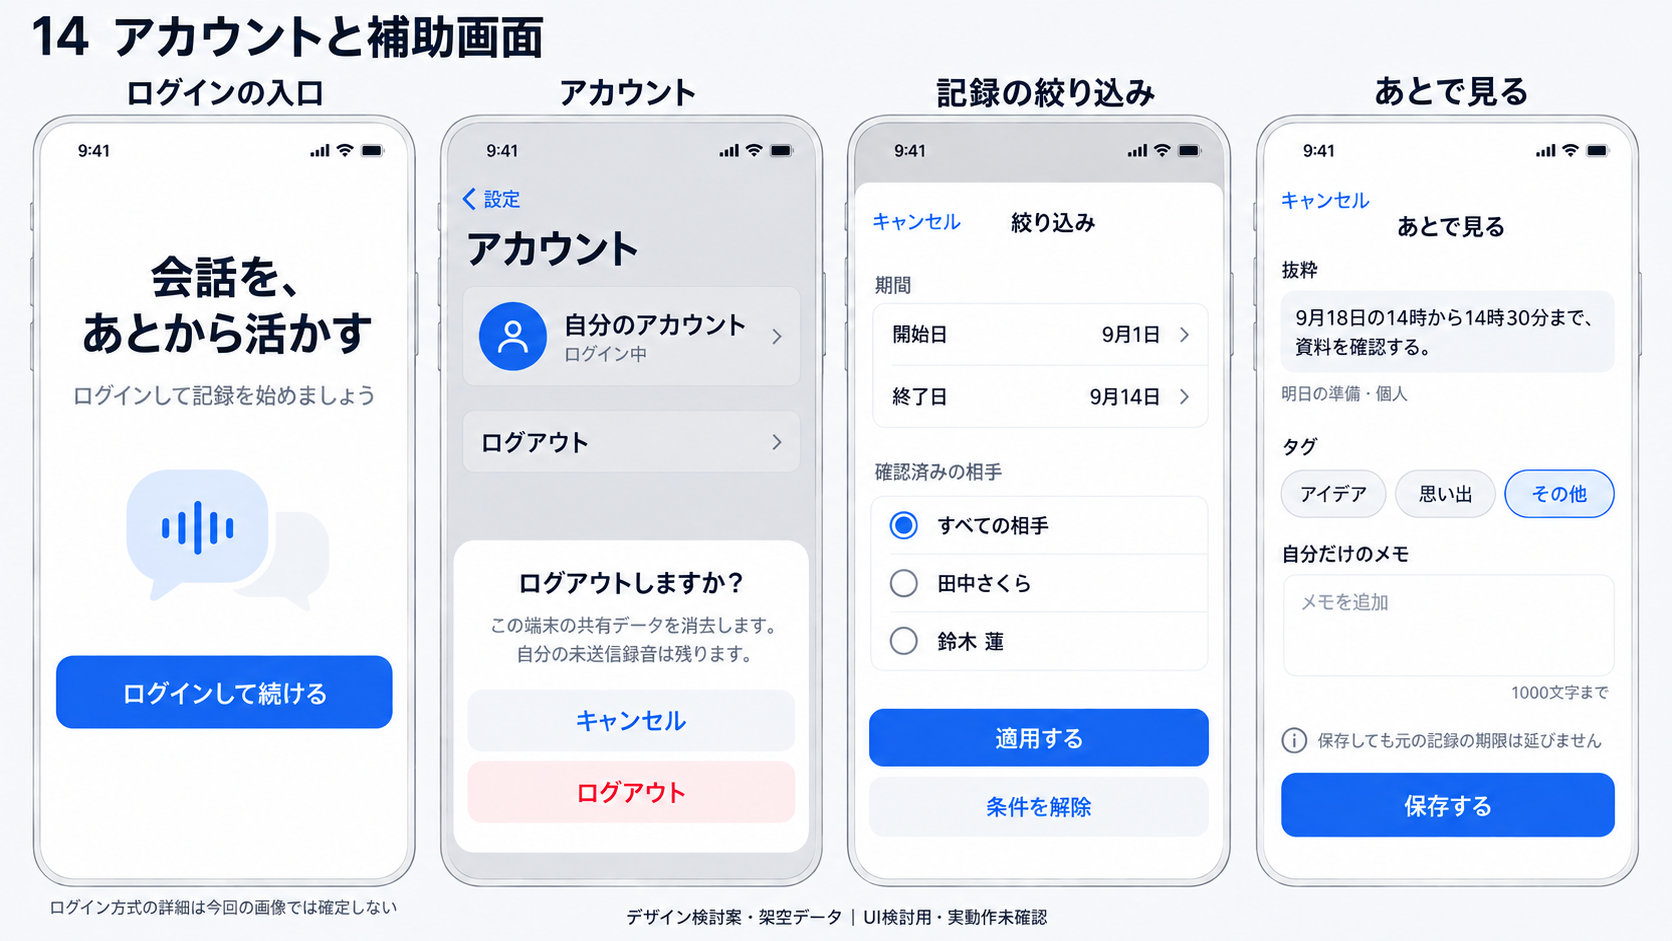 14 アカウントと補助画面
ログインの入口
9:41
会話を、
あとから活かす
ログインして記録を始めましょう
ログインして続ける
ログイン方式の詳細は今回の画像では確定しない
アカウント
9:41
設定
アカウント
自分のアカウント
ログイン中
ログアウト
ログアウトしますか？
この端末の共有データを消去します。
自分の未送信録音は残ります。
キャンセル
ログアウト
記録の絞り込み
9:41
キャンセル 絞り込み
期間
開始日 9月1日
終了日 9月14日
確認済みの相手
すべての相手
田中さくら
鈴木 蓮
適用する
条件を解除
あとで見る
9:41
キャンセル
あとで見る
抜粋
9月18日の14時から14時30分まで、
資料を確認する。
明日の準備・個人
タグ
アイデア 思い出 その他
自分だけのメモ
メモを追加
1000文字まで
保存しても元の記録の期限は延びません
保存する
デザイン検討案・架空データ｜UI検討用・実動作未確認